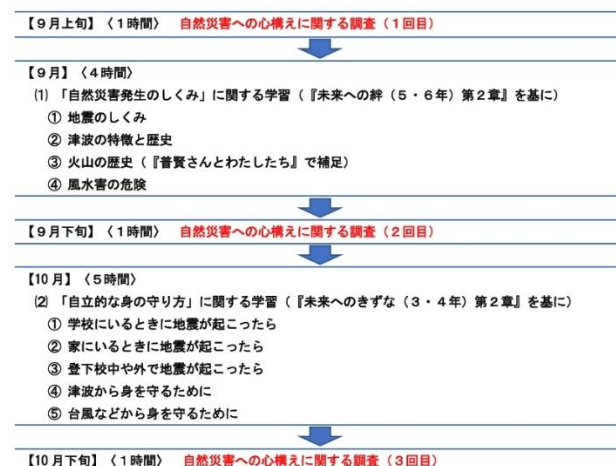 【９月上旬】〈１時間〉　自然災害への心構えに関する調査（１回目）
【９月】〈４時間〉
⑴　「自然災害発生のしくみ」に関する学習（『未来への絆（５・６年）第２章』を基に）
①　地震のしくみ
②　津波の特徴と歴史
③　火山の歴史（『普賢さんとわたしたち』で補足）
④　風水害の危険
【９月下旬】〈１時間〉　自然災害への心構えに関する調査（２回目）
【10月】〈５時間〉
⑵　「自立的な身の守り方」に関する学習（『未来へのきずな（３・４年）第２章』を基に）
①　学校にいるときに地震が起こったら
②　家にいるときに地震が起こったら
③　登下校中や外で地震が起こったら
④　津波から身を守るために
⑤　台風などから身を守るために
【10月下旬】〈１時間〉　自然災害への心構えに関する調査（３回目）